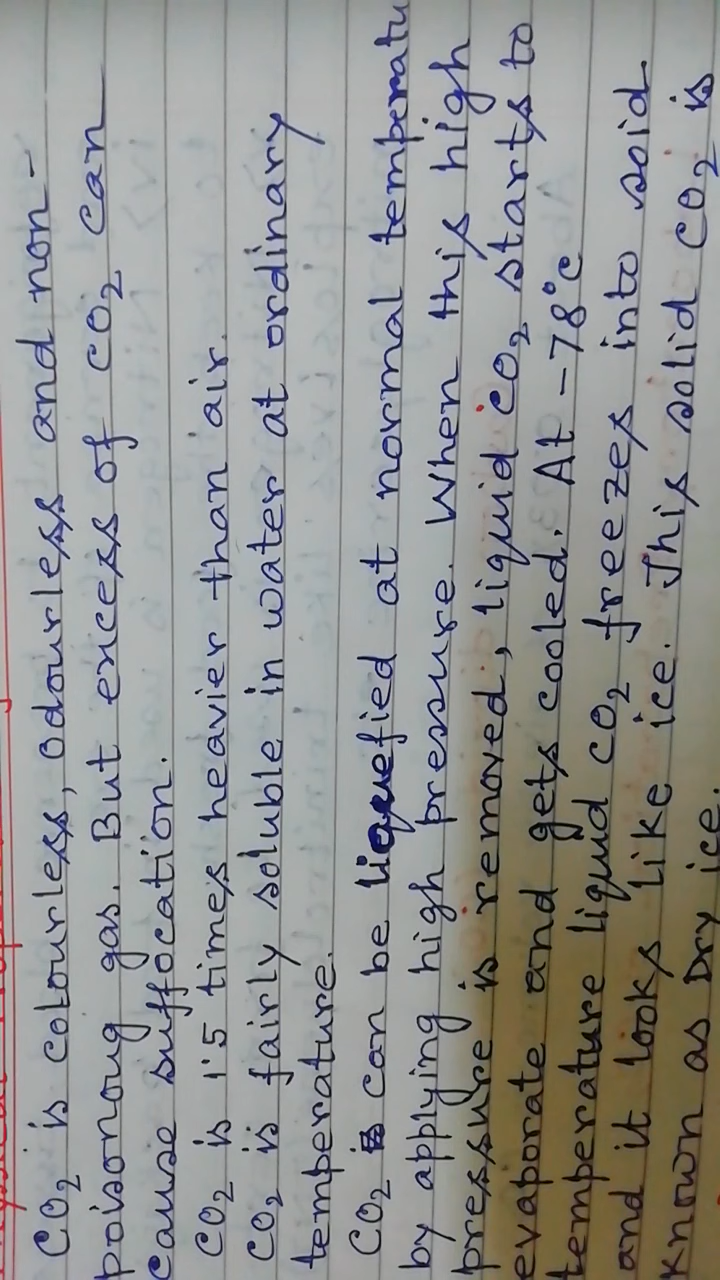 CO2 is colourless, odourless and non-
poisonoug gas. But excess of CO2 can
cause suffocation.
CO2 is 1.5 times heavier than air.
CO2 is fairly soluble in water at ordinary
temperature.
CO2 can be liquefied at normal temperatu
by applying high pressure. When this high
pressure is removed, liquid CO2 starts to
evaporate and gets cooled. At -78°C
temperature liquid CO2 freezes into soid
and it looks like ice. This solid CO2 is
known as Dry ice.